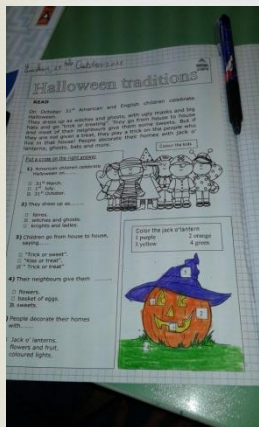 Halloween traditions
READ
On October 31st American and English children celebrate
Halloween.
They dress up as witches and ghosts, with ugly masks and big
hats and go "trick or treating". They go from house to house
and most of their neighbours give them some sweets. But if
they are not given a treat, they play a trick on the people who
live in that house! People decorate their homes with jack o'
lanterns, ghosts, bats and more.
Colour the kids
Put a cross on the right answer.
1) American children celebrate
Halloween on.....
31st March.
1st July.
31st October.
2) They dress up as......
fairies.
witches and ghosts.
knights and ladies.
3) Children go from house to house,
saying.....
"Trick or sweet".
"Kiss or treat".
"Trick or treat"
4) Their neighbours give them
flowers.
basket of eggs.
sweets.
People decorate their homes
with.....
Jack o' lanterns.
flowers and fruit.
coloured lights.
Color the jack o'lantern
1 purple 2 orange
3 yellow 4 green